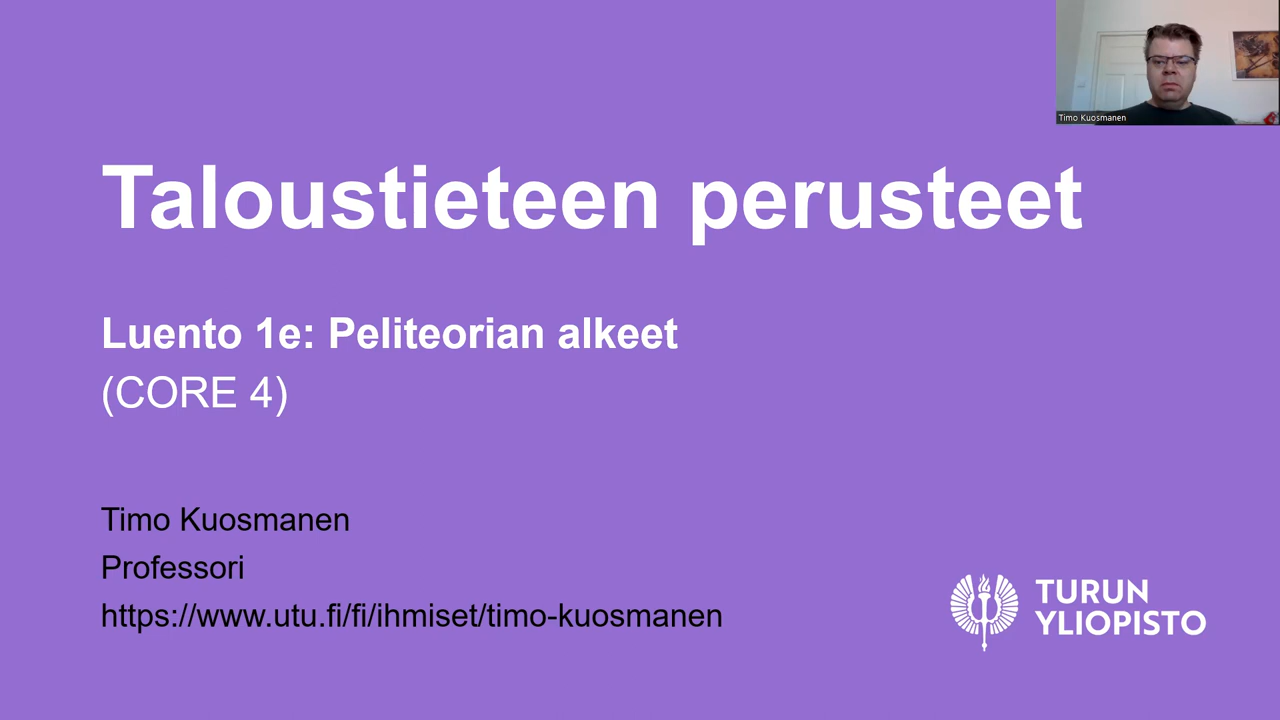 Timo Kuosmanen
Taloustieteen perusteet
Luento 1e: Peliteorian alkeet
(CORE 4)
Timo Kuosmanen
Professori
https://www.utu.fi/fi/ihmiset/timo-kuosmanen
TURUN
YLIOPISTO